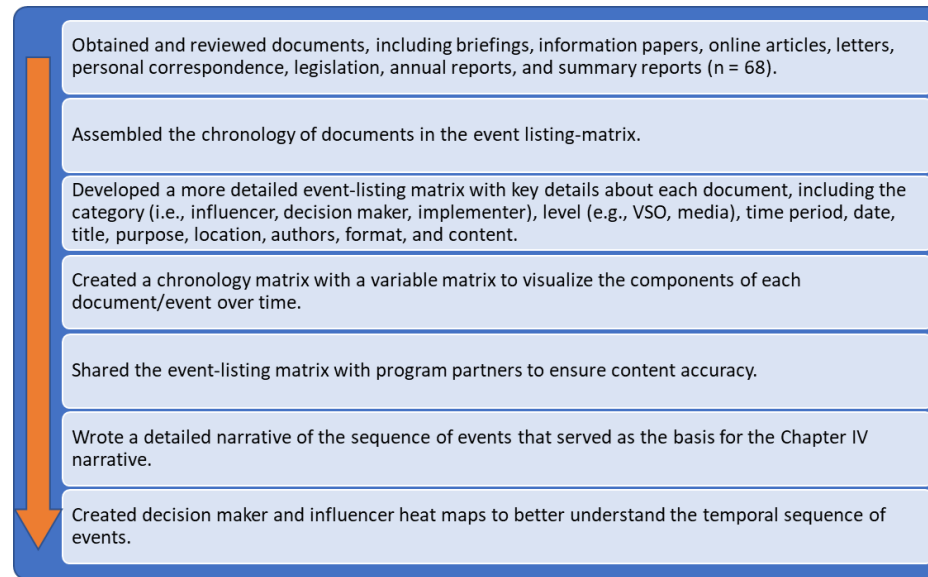 Obtained and reviewed documents, including briefings, information papers, online articles, letters,
personal correspondence, legislation, annual reports, and summary reports (n = 68).
Assembled the chronology of documents in the event listing-matrix.
Developed a more detailed event-listing matrix with key details about each document, including the
category (i.e., influencer, decision maker, implementer), level (e.g., VSO, media), time period, date,
title, purpose, location, authors, format, and content.
Created a chronology matrix with a variable matrix to visualize the components of each
document/event over time.
Shared the event-listing matrix with program partners to ensure content accuracy.
Wrote a detailed narrative of the sequence of events that served as the basis for the Chapter IV
narrative.
Created decision maker and influencer heat maps to better understand the temporal sequence of
events.